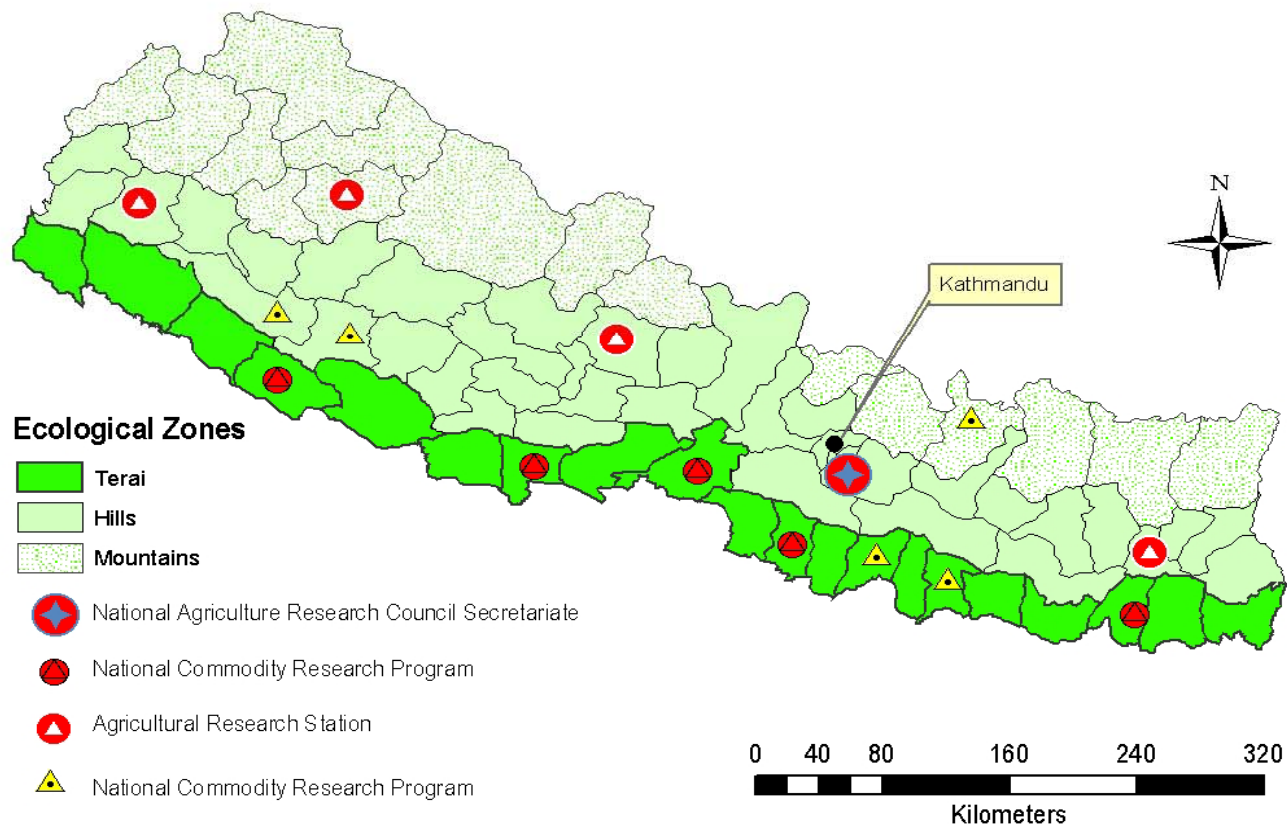 N
Kathmandu
Ecological Zones
Terai
Hills
Mountains
National Agriculture Research Council Secretariate
National Commodity Research Program
Agricultural Research Station
National Commodity Research Program
0 40 80 160 240 320
Kilometers